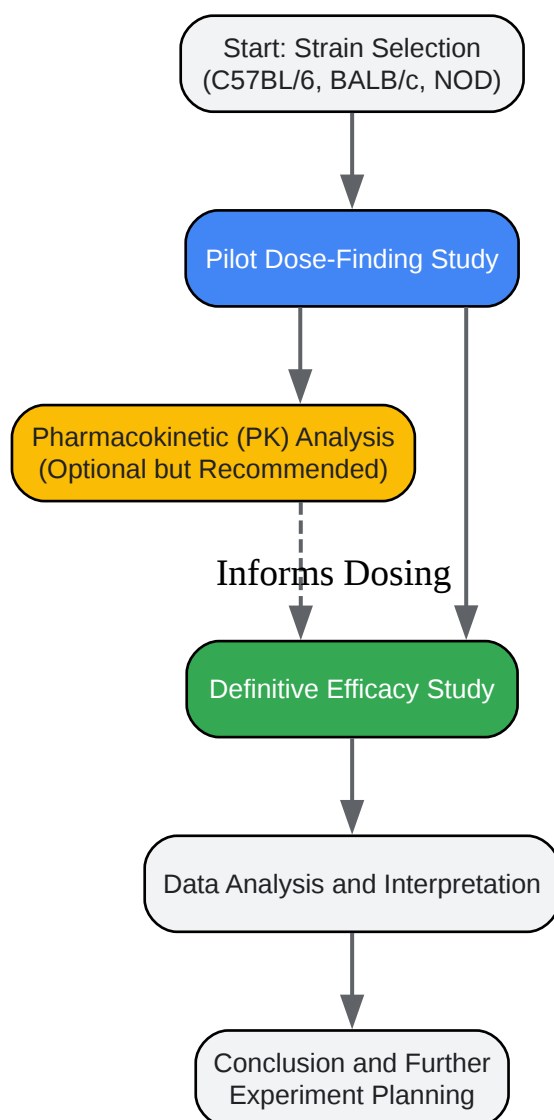 Start: Strain Selection
(C57BL/6, BALB/c, NOD)
Pilot Dose-Finding Study
Pharmacokinetic (PK) Analysis
(Optional but Recommended)
Informs Dosing
Definitive Efficacy Study
Data Analysis and Interpretation
Conclusion and Further
Experiment Planning